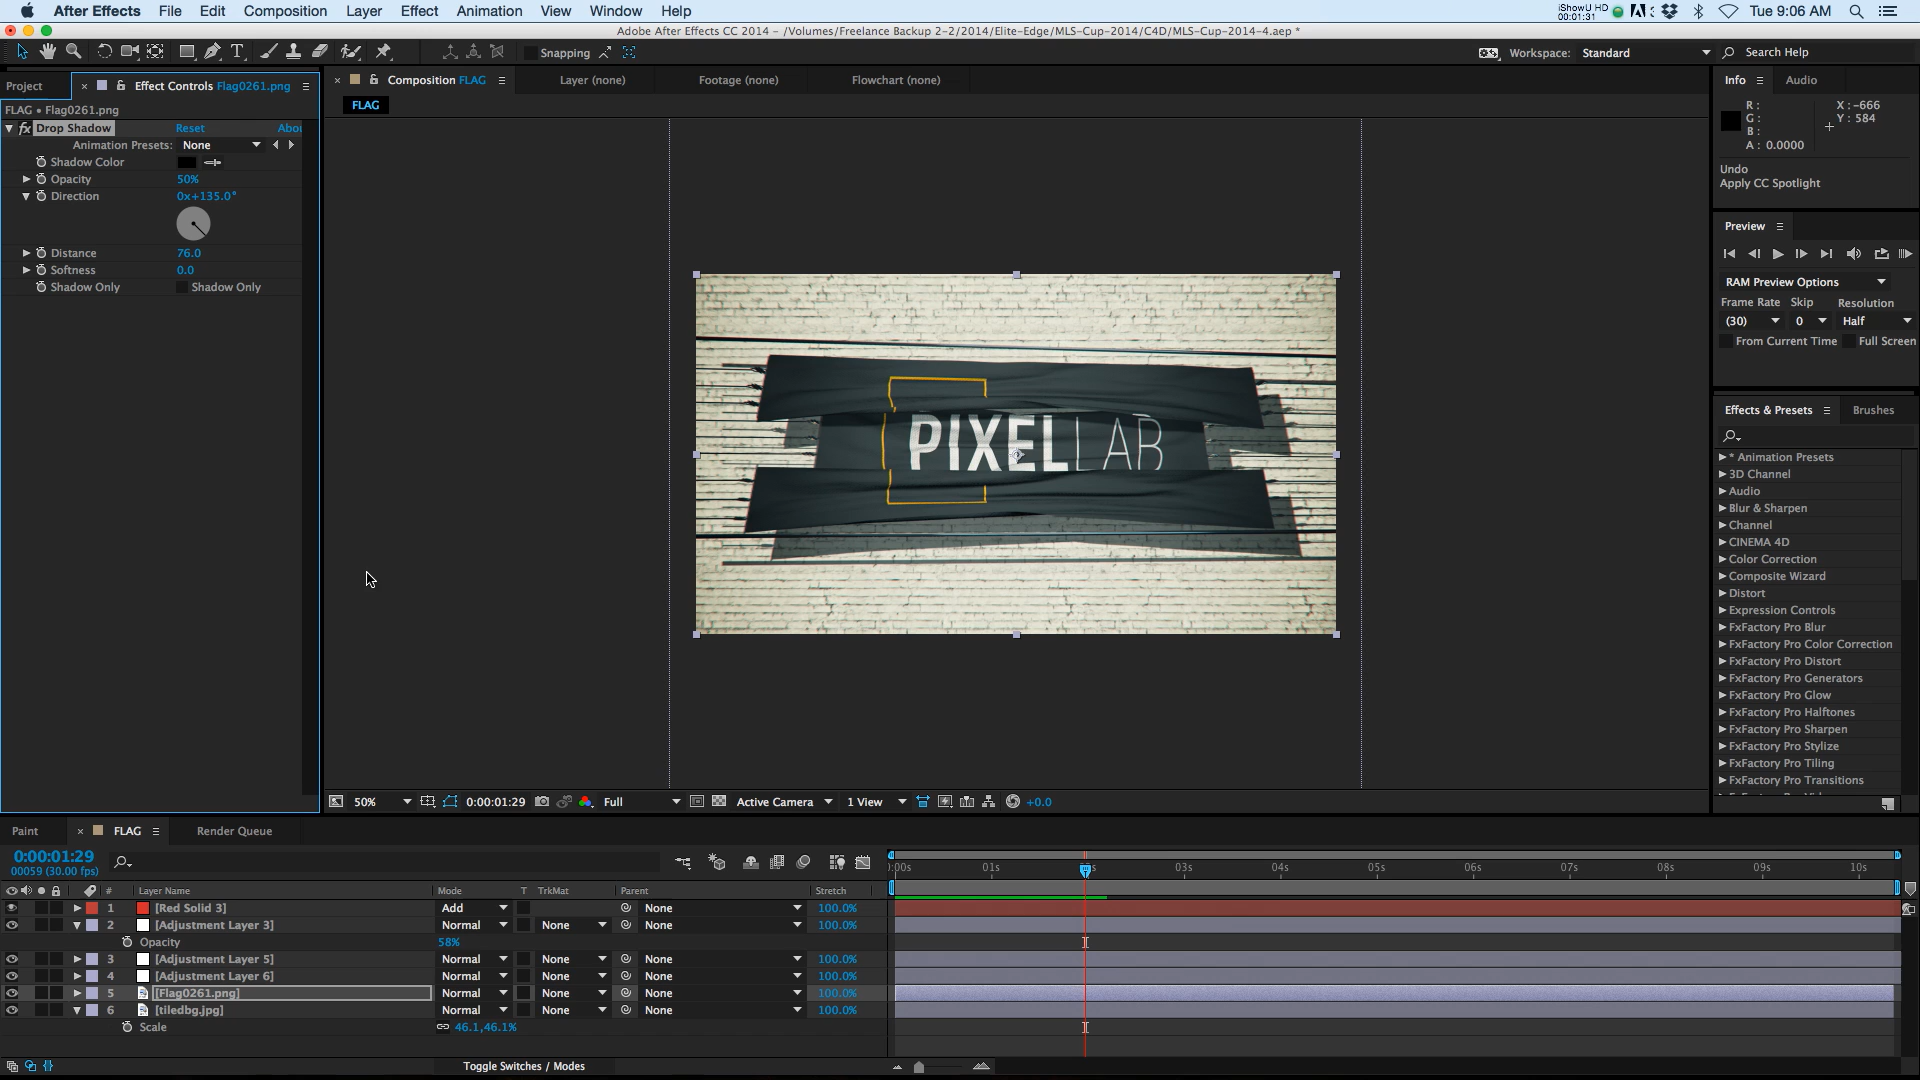 After Effects File Edit Composition Layer Effect Animation View Window Help
iShowU HD
00:01:31
Tue 9:06 AM
Adobe After Effects CC 2014 - /Volumes/Freelance Backup 2-2/2014/Elite-Edge/MLS-Cup-2014/C4D/MLS-Cup-2014-4.aep *
Snapping
Workspace: Standard
Search Help
Project
Effect Controls Flag0261.png
FLAG • Flag0261.png
fx Drop Shadow Reset Abou
Animation Presets: None
Shadow Color
Opacity 50%
Direction 0x+135.0°
Distance 76.0
Softness 0.0
Shadow Only Shadow Only
Composition FLAG
Layer (none)
Footage (none)
Flowchart (none)
FLAG
PIXELLAB
50%
0:00:01:29
Full
Active Camera
1 View
+0.0
Info Audio
R :
G :
B :
A : 0.0000
X : -666
Y : 584
Undo
Apply CC Spotlight
Preview
RAM Preview Options
Frame Rate Skip Resolution
(30) 0 Half
From Current Time Full Screen
Effects & Presets Brushes
* Animation Presets
3D Channel
Audio
Blur & Sharpen
Channel
CINEMA 4D
Color Correction
Composite Wizard
Distort
Expression Controls
FxFactory Pro Blur
FxFactory Pro Color Correction
FxFactory Pro Distort
FxFactory Pro Generators
FxFactory Pro Glow
FxFactory Pro Halftones
FxFactory Pro Sharpen
FxFactory Pro Stylize
FxFactory Pro Tiling
FxFactory Pro Transitions
Paint
FLAG
Render Queue
0:00:01:29
00059 (30.00 fps)
:00s 01s 03s 04s 05s 06s 07s 08s 09s 10s
# Layer Name Mode T TrkMat Parent Stretch
1 [Red Solid 3] Add None 100.0%
2 [Adjustment Layer 3] Normal None None 100.0%
Opacity 58%
3 [Adjustment Layer 5] Normal None None 100.0%
4 [Adjustment Layer 6] Normal None None 100.0%
5 [Flag0261.png] Normal None None 100.0%
6 [tiledbg.jpg] Normal None None 100.0%
Scale 46.1,46.1%
Toggle Switches / Modes